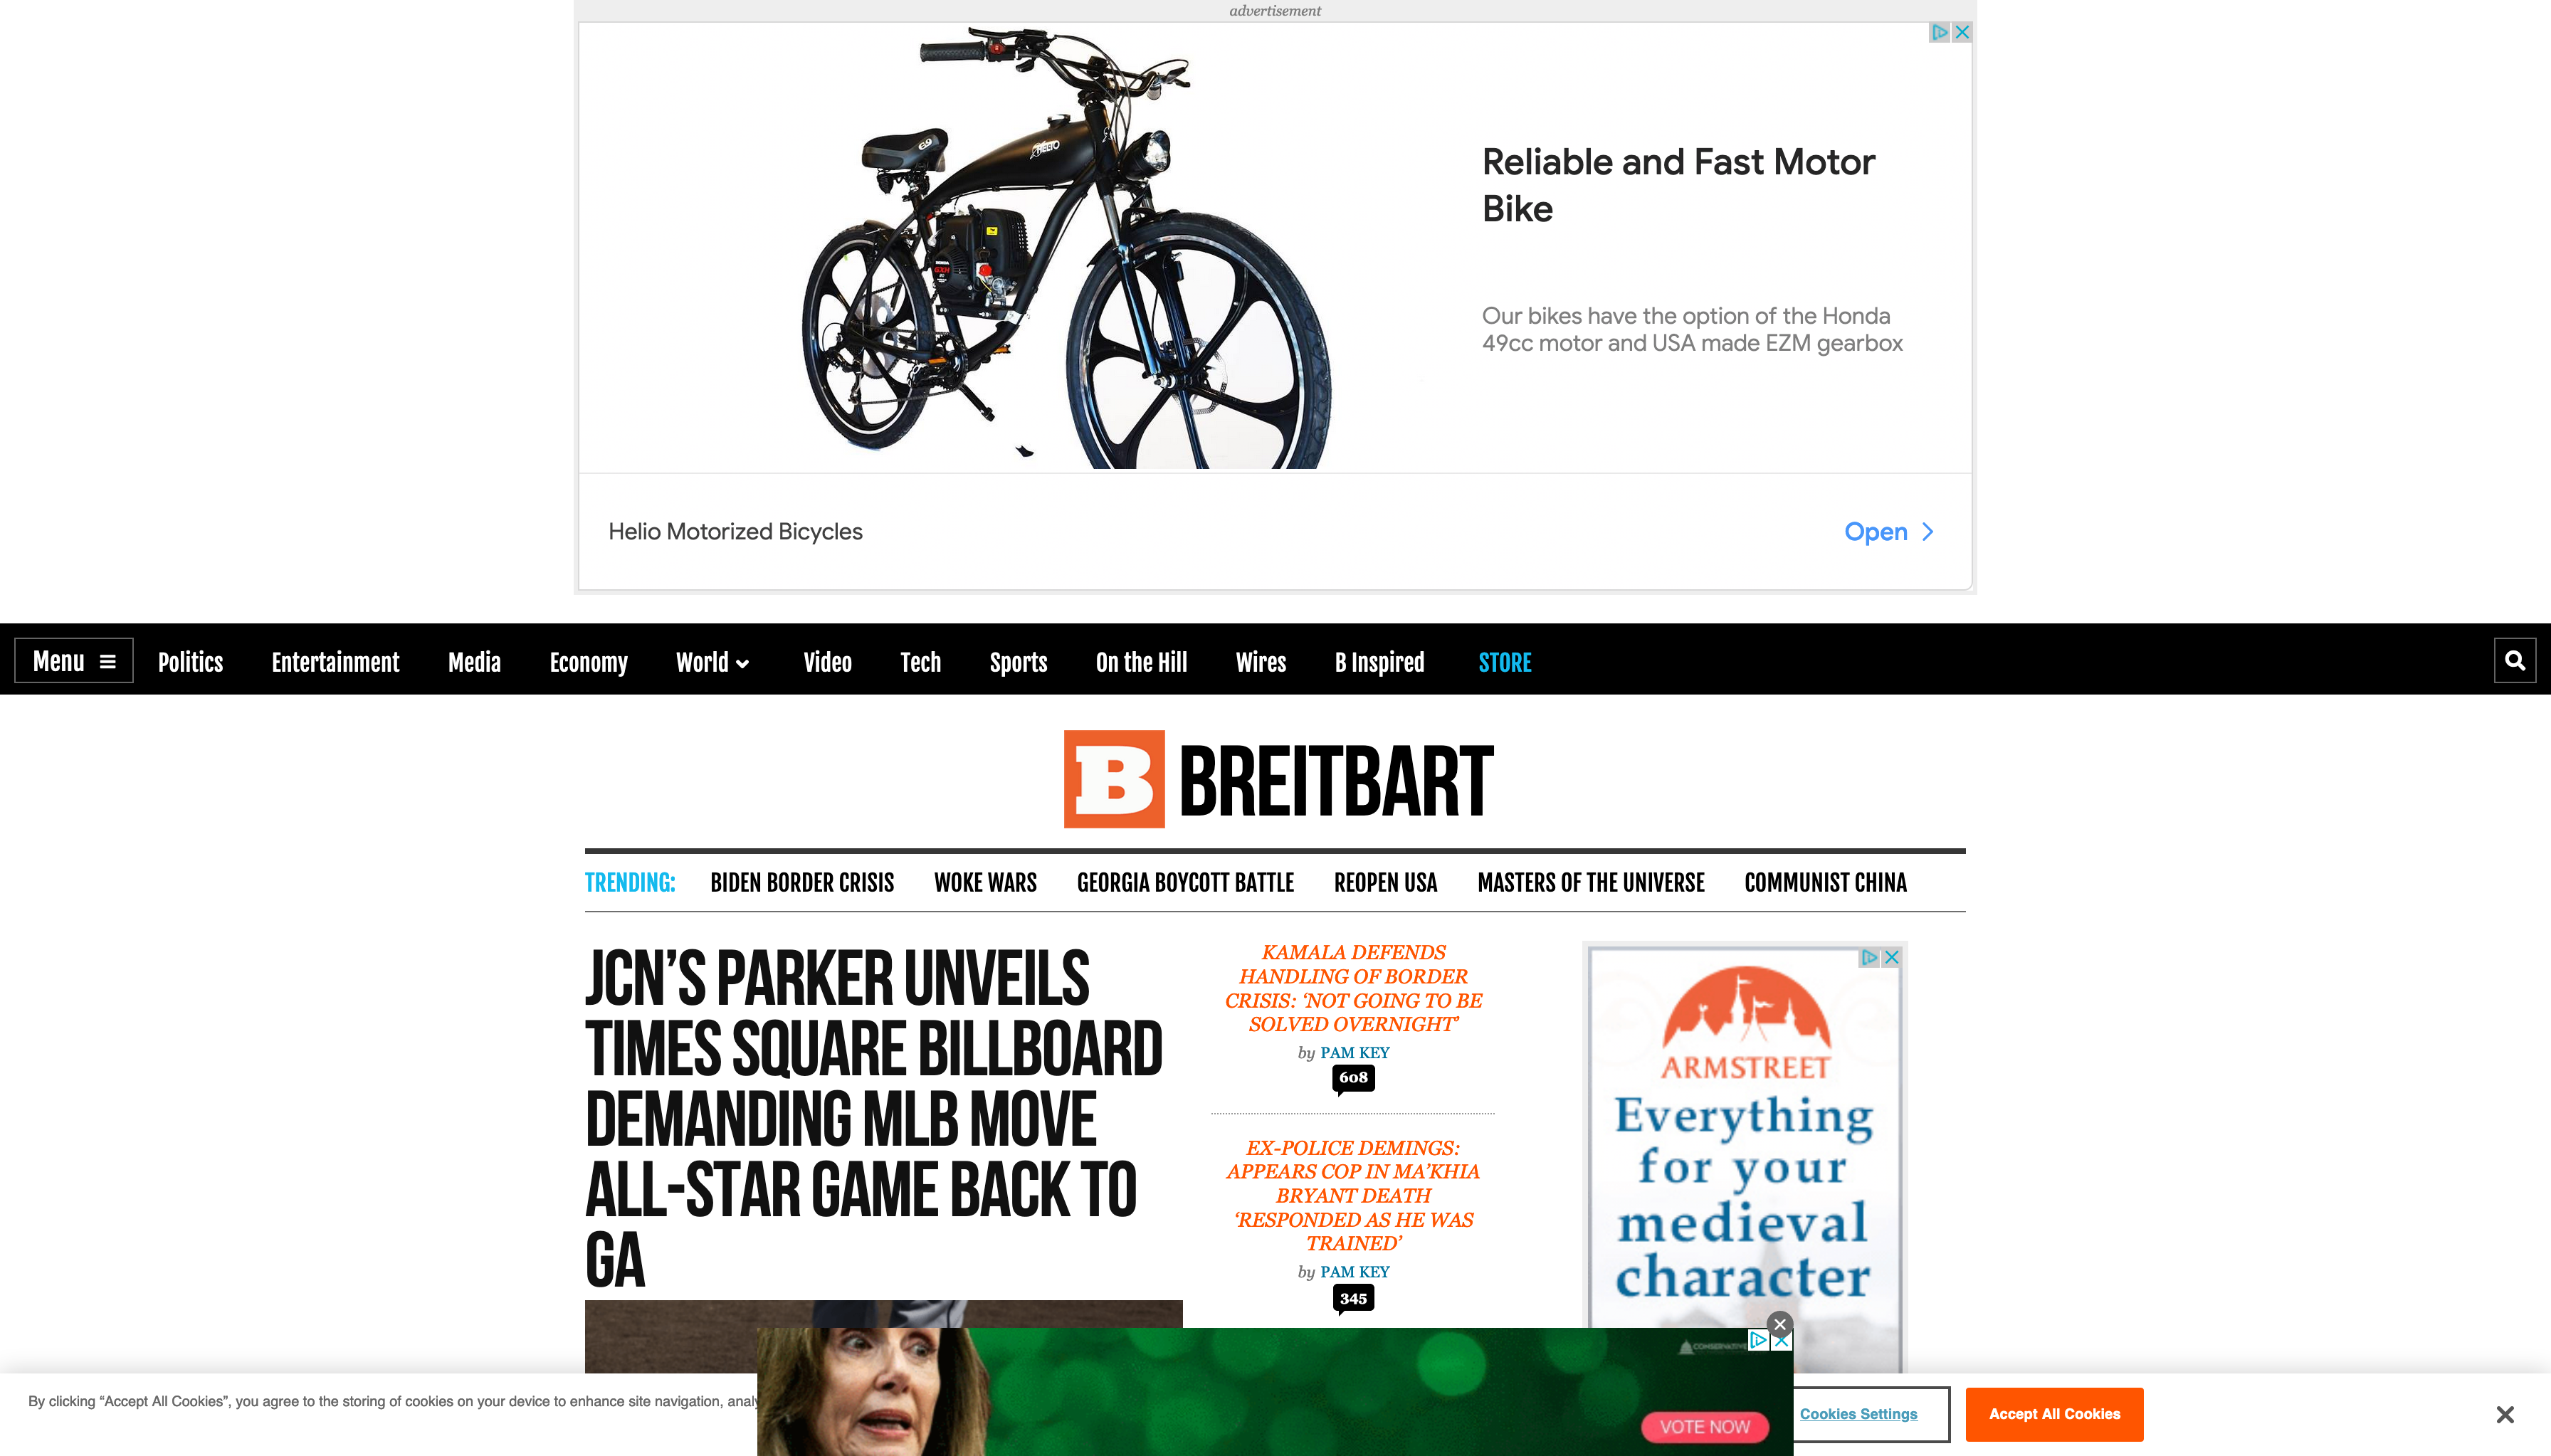 advertisement
HELIO
Reliable and Fast Motor
Bike
Our bikes have the option of the Honda
49cc motor and USA made EZM gearbox
Helio Motorized Bicycles
Open
Menu
Politics
Entertainment
Media
Economy
World
Video
Tech
Sports
On the Hill
Wires
B Inspired
STORE
B BREITBART
TRENDING:
BIDEN BORDER CRISIS
WOKE WARS
GEORGIA BOYCOTT BATTLE
REOPEN USA
MASTERS OF THE UNIVERSE
COMMUNIST CHINA
JCN’S PARKER UNVEILS
TIMES SQUARE BILLBOARD
DEMANDING MLB MOVE
ALL-STAR GAME BACK TO
GA
KAMALA DEFENDS
HANDLING OF BORDER
CRISIS: ‘NOT GOING TO BE
SOLVED OVERNIGHT’
by PAM KEY
608
EX-POLICE DEMINGS:
APPEARS COP IN MA’KHIA
BRYANT DEATH
‘RESPONDED AS HE WAS
TRAINED’
by PAM KEY
345
ARMSTREET
Everything
for your
medieval
character
VOTE NOW
By clicking “Accept All Cookies”, you agree to the storing of cookies on your device to enhance site navigation,
Cookies Settings
Accept All Cookies